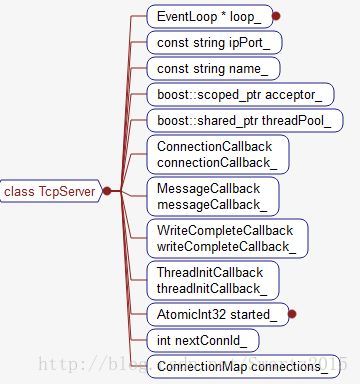 EventLoop * loop_
const string ipPort_
const string name_
boost::scoped_ptr acceptor_
boost::shared_ptr threadPool_
ConnectionCallback
connectionCallback_
class TcpServer
MessageCallback
messageCallback_
WriteCompleteCallback
writeCompleteCallback_
ThreadInitCallback
threadInitCallback_
AtomicInt32 started_
int nextConnId_
ConnectionMap connections_